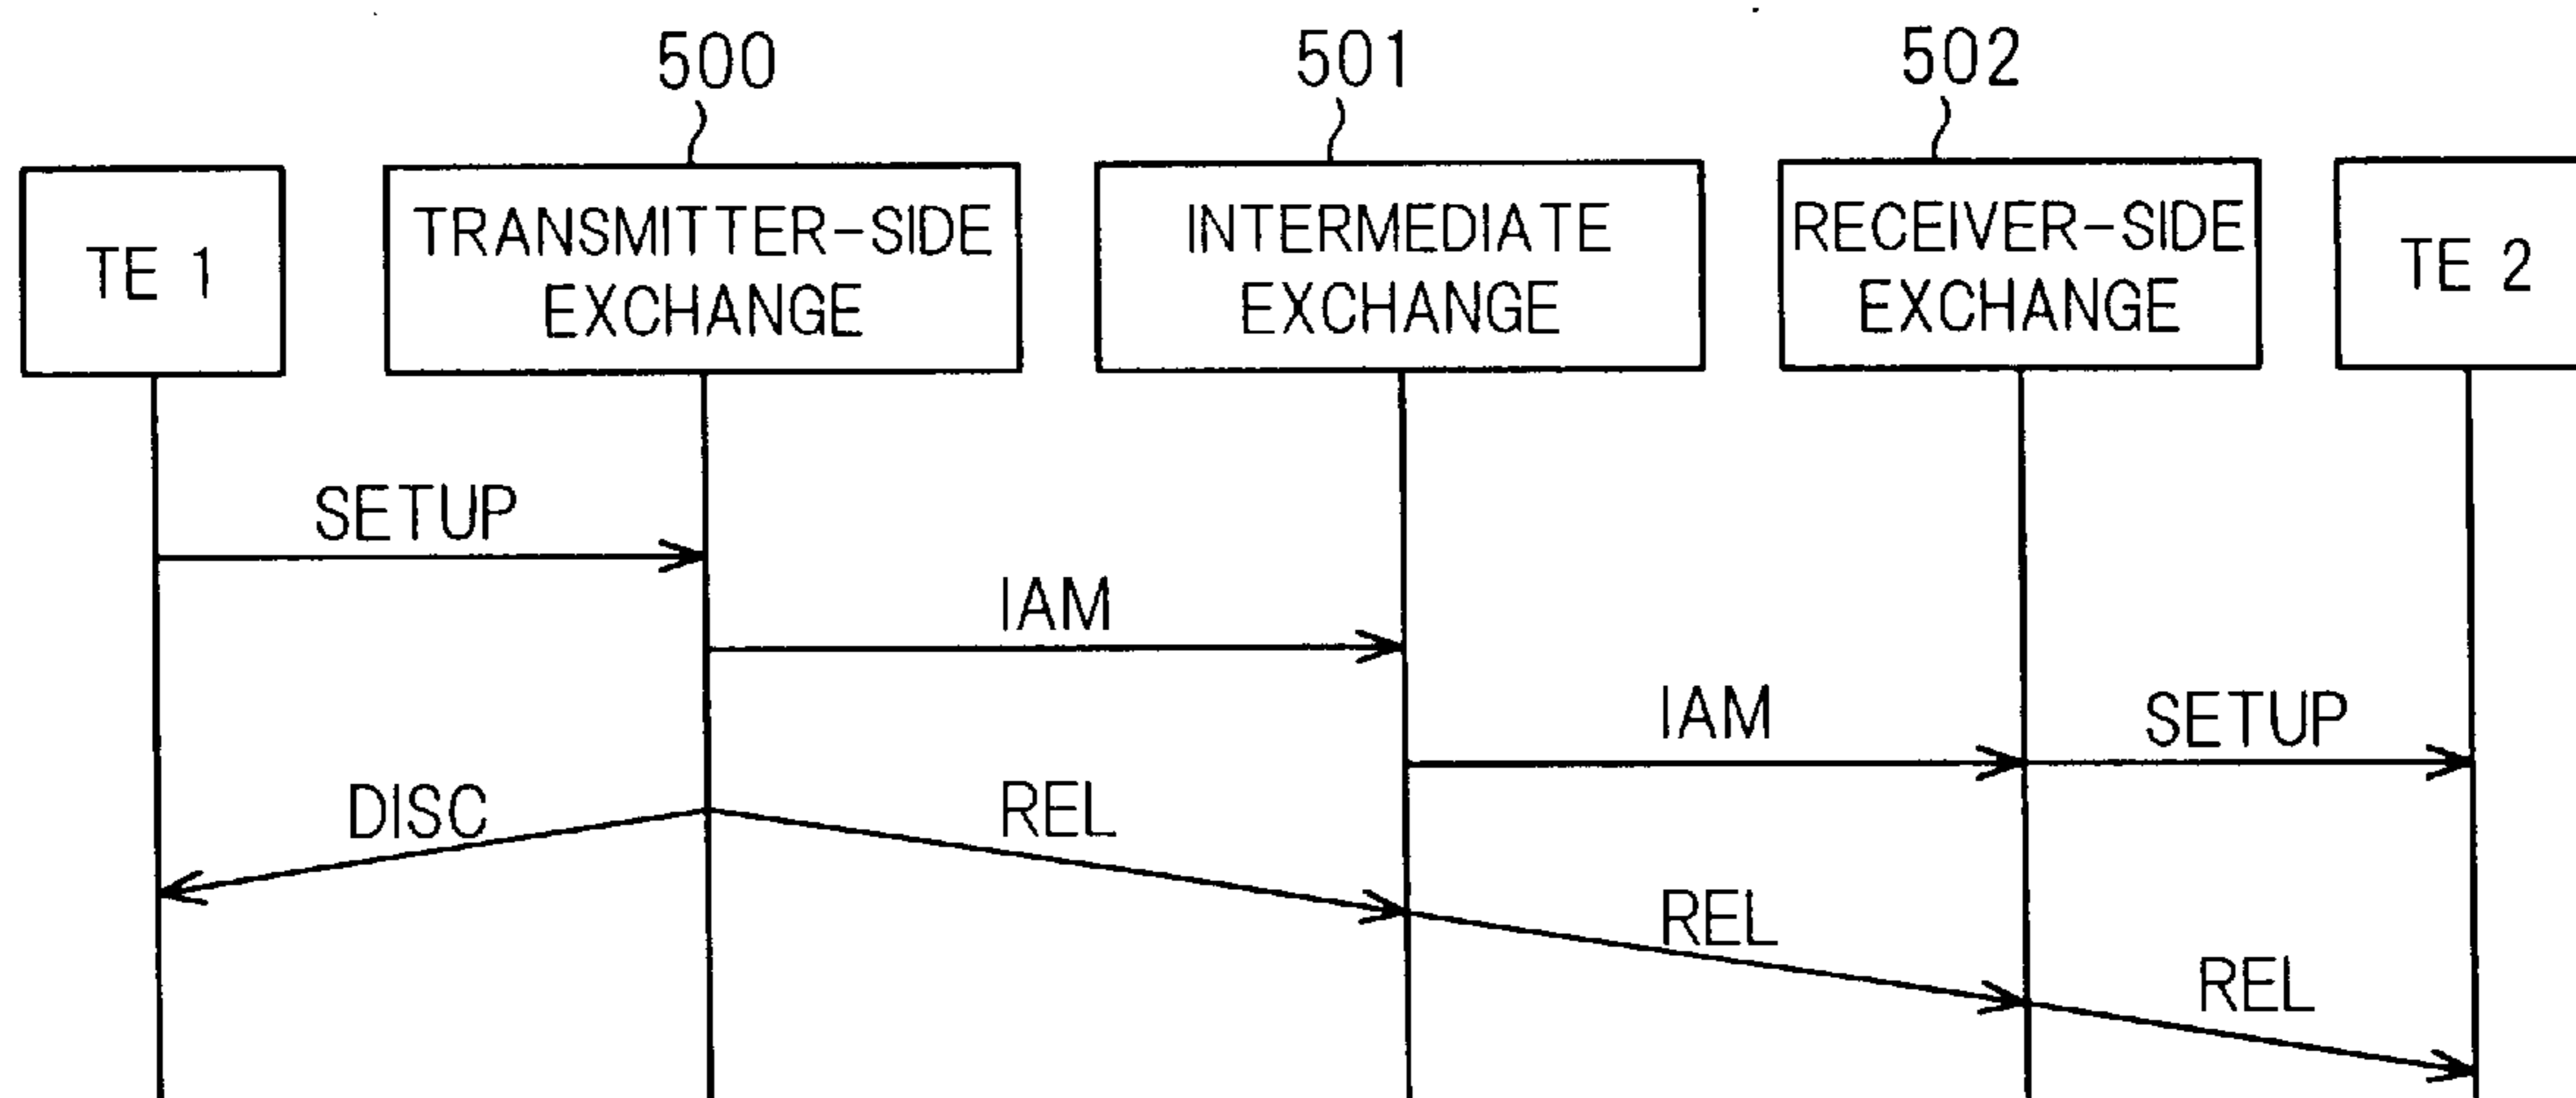 500
501
502
TE 1
TRANSMITTER-SIDE
EXCHANGE
INTERMEDIATE
EXCHANGE
RECEIVER-SIDE
EXCHANGE
TE 2
SETUP
IAM
IAM
SETUP
DISC
REL
REL
REL